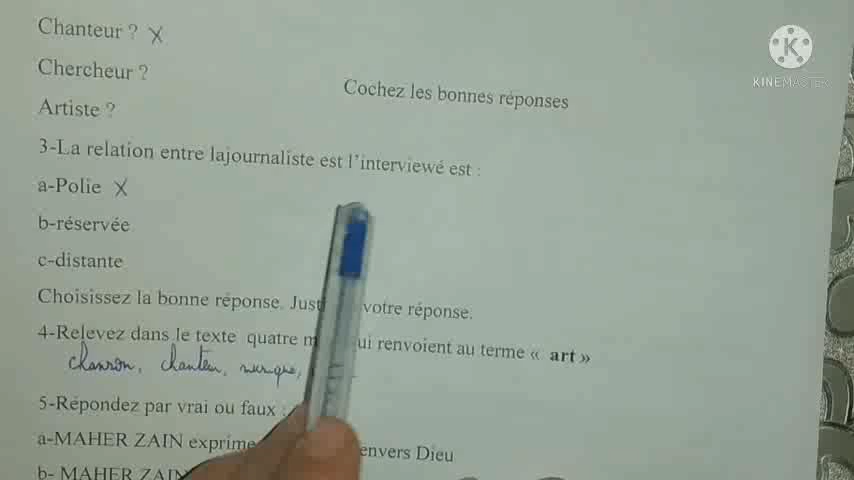 Chanteur ? X
Chercheur ?
Cochez les bonnes réponses
Artiste ?
3-La relation entre lajournaliste est l'interviewé est :
a-Polie X
b-réservée
c-distante
Choisissez la bonne réponse. Just votre réponse.
4-Relevez dans le texte quatre m ui renvoient au terme « art »
chanson, chanteur, musique,
5-Répondez par vrai ou faux :
a-MAHER ZAIN exprime envers Dieu
b- MAHER ZAIN
K
KINEMASTER